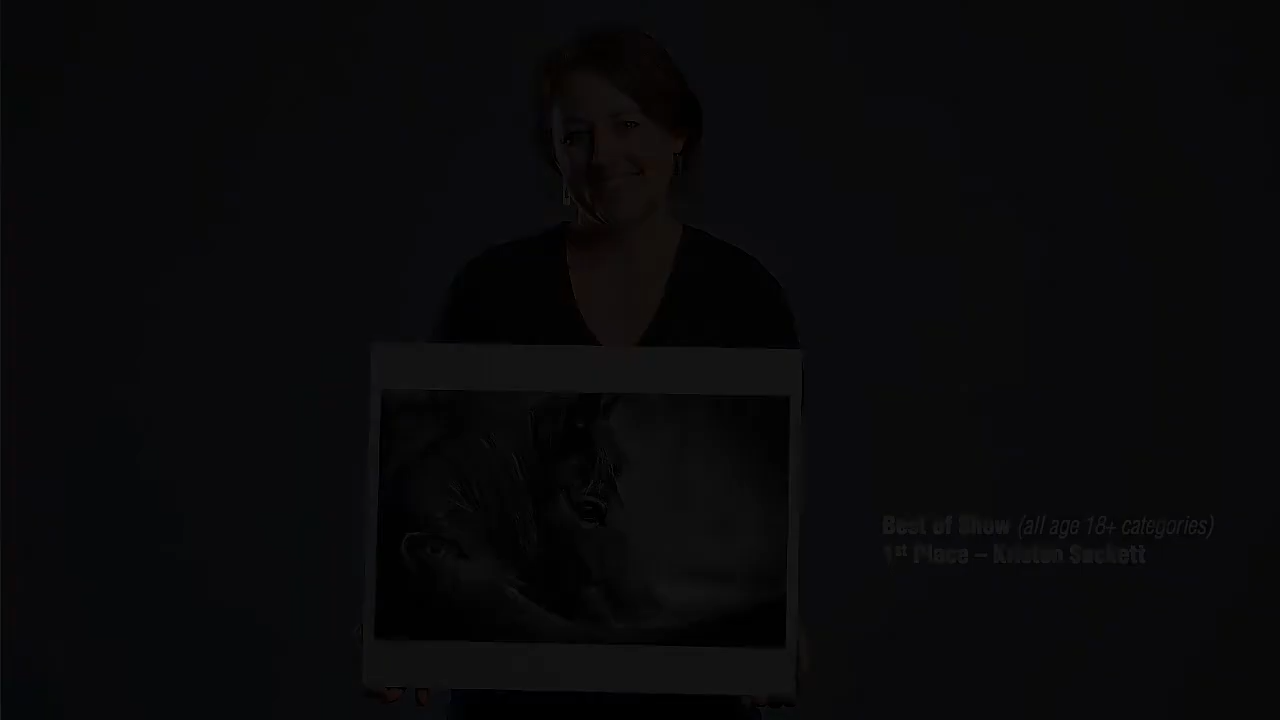 Best of Show (all age 18+ categories)
1st Place – Kristen Sackett